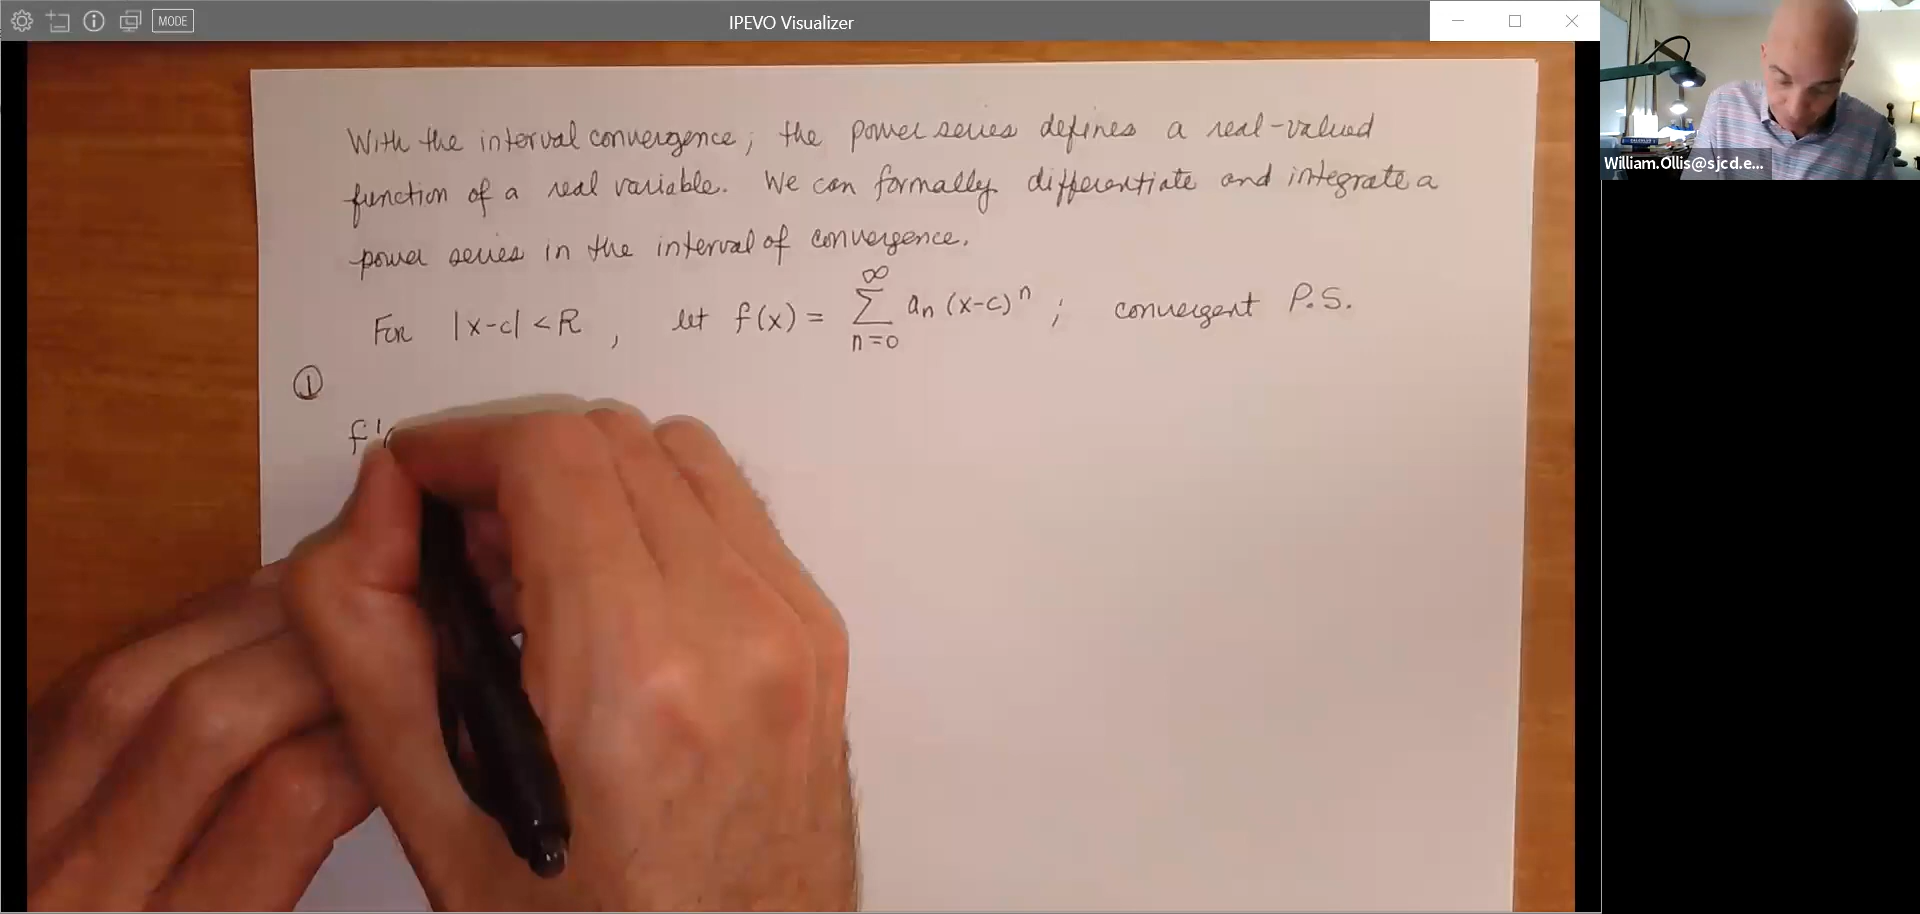 MODE
IPEVO Visualizer
With the interval convergence; the power series defines a real-valued
function of a real variable. We can formally differentiate and integrate a
power series in the interval of convergence.
For |x-c| < R , let f(x) = ∞∑n=0 an (x-c)^n ; convergent P.S.
①
f'(
William.Ollis@sjcd.e...